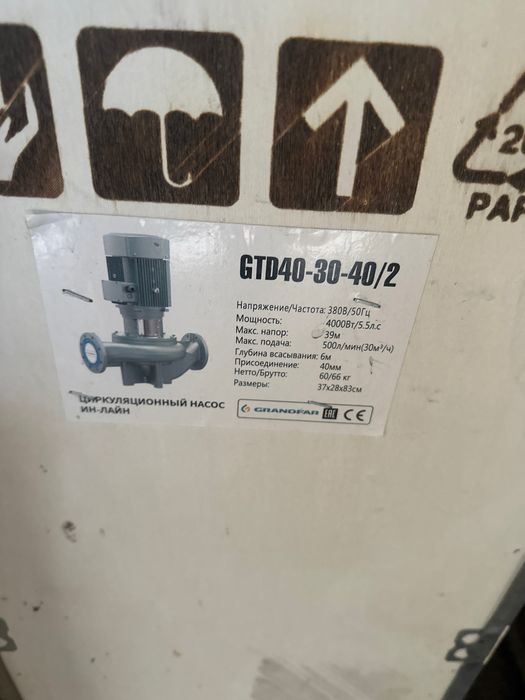 20
PAP
GTD40-30-40/2
Напряжение/Частота: 380В/50Гц
Мощность: 4000Вт/5.5л.с
Макс. напор: 39м
Макс. подача: 500л/мин(30м³/ч)
Глубина всасывания: 6м
Присоединение: 40мм
Нетто/Брутто: 60/66 кг
Размеры: 37x28x83см
ЦИРКУЛЯЦИОННЫЙ НАСОС
ИН-ЛАЙН
GRANDFAR EAC CE